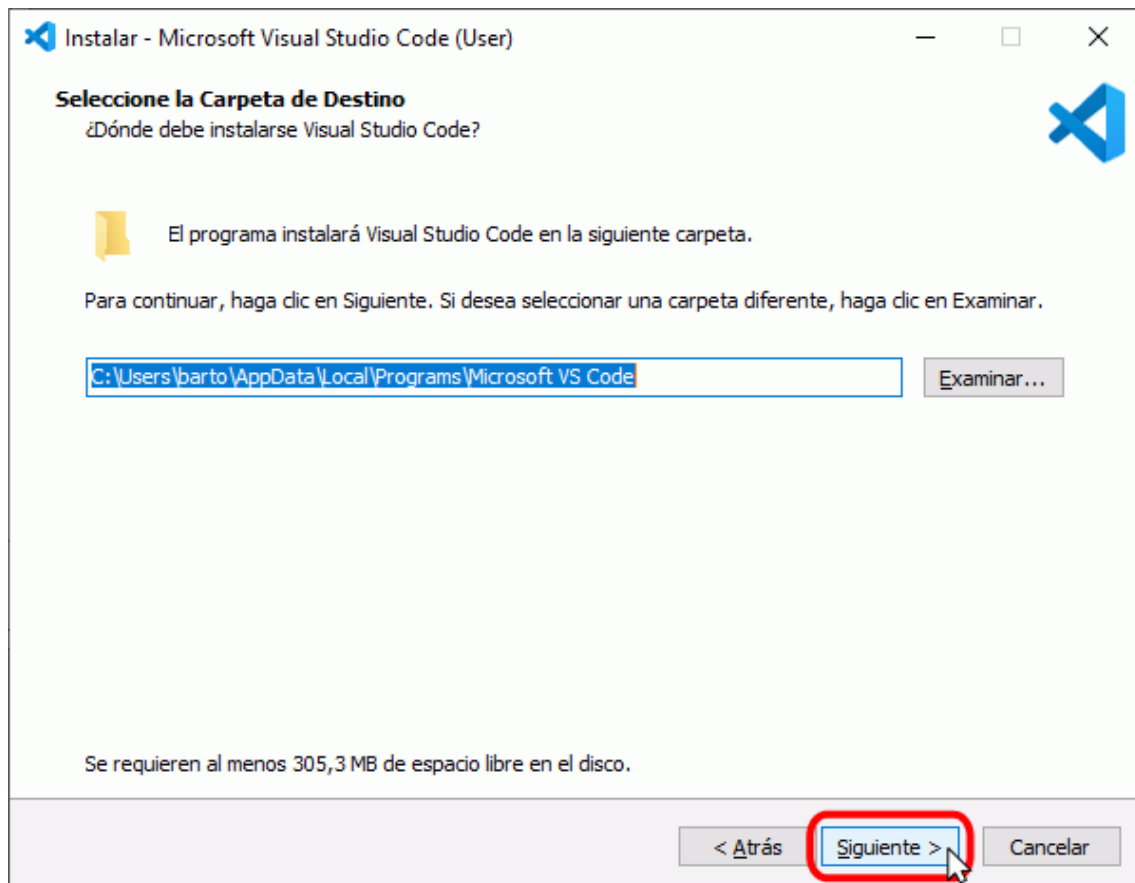 Instalar - Microsoft Visual Studio Code (User)
Seleccione la Carpeta de Destino
¿Dónde debe instalarse Visual Studio Code?
El programa instalará Visual Studio Code en la siguiente carpeta.
Para continuar, haga clic en Siguiente. Si desea seleccionar una carpeta diferente, haga clic en Examinar.
C:\Users\barto\AppData\Local\Programs\Microsoft VS Code
Examinar...
Se requieren al menos 305,3 MB de espacio libre en el disco.
< Atrás
Siguiente >
Cancelar